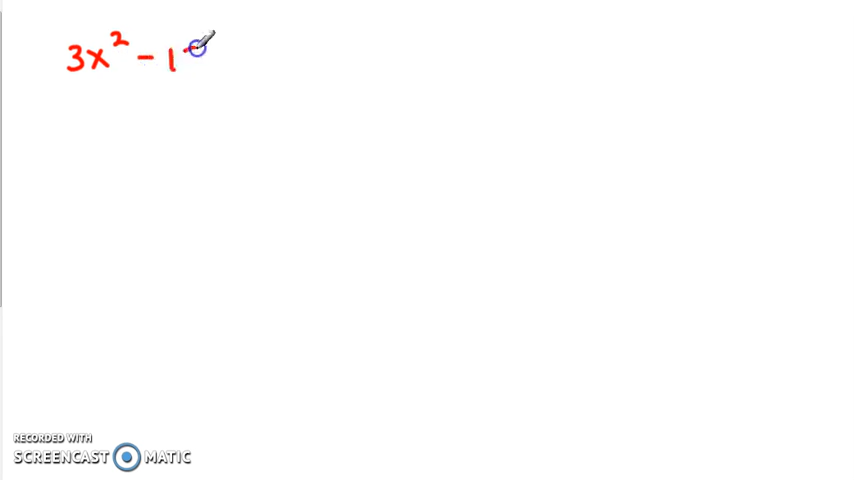 3x² - 1
RECORDED WITH
SCREENCAST MATIC